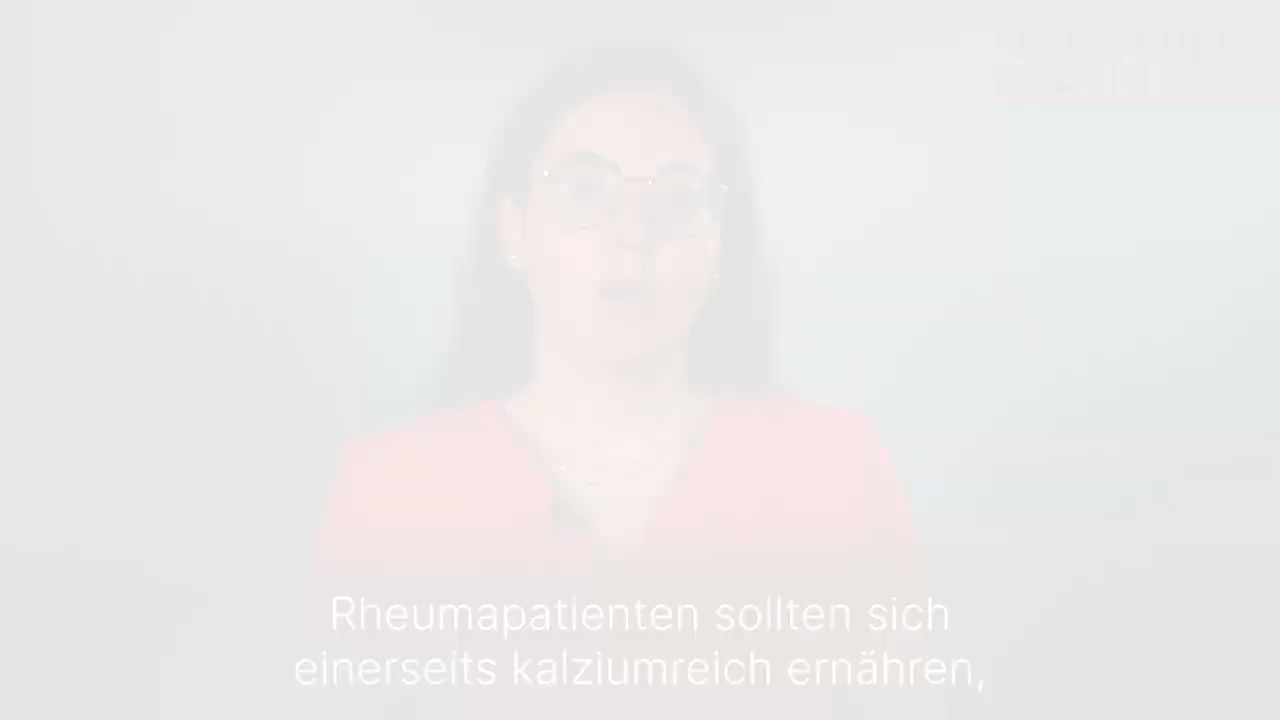 Rheumapatienten sollten sich
einerseits kalziumreich ernähren,